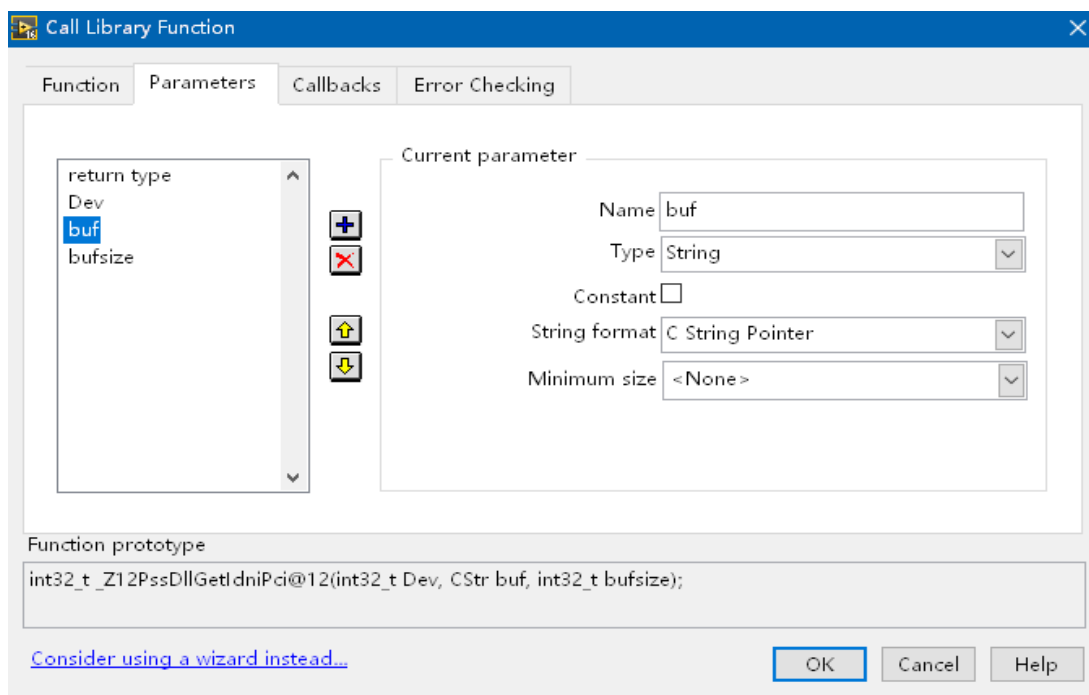 Call Library Function
Function Parameters Callbacks Error Checking
return type
Dev
buf
bufsize
Current parameter
Name buf
Type String
Constant
String format C String Pointer
Minimum size <None>
Function prototype
int32_t _Z12PssDllGetIdniPci@12(int32_t Dev, CStr buf, int32_t bufsize);
Consider using a wizard instead...
OK Cancel Help